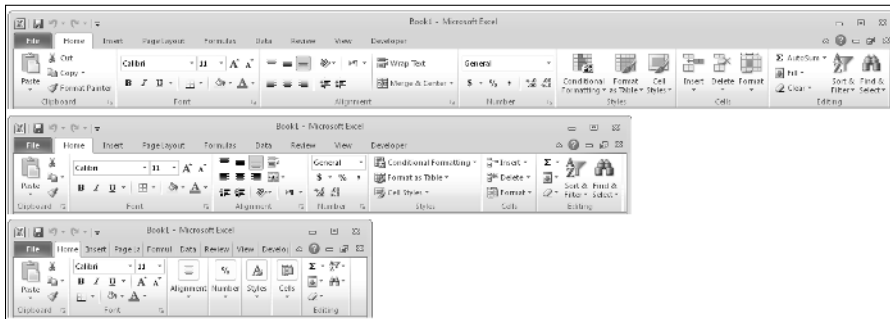 Book1 - Microsoft Excel
File Home Insert Page Layout Formulas Data Review View Developer
Cut
Copy
Format Painter
Paste
Calibri 11
B I U
Wrap Text
Merge & Center
General
$ % ,
Conditional Formatting
Format as Table
Cell Styles
Insert Delete Format
Σ AutoSum
Fill
Clear
Sort & Filter
Find & Select
Clipboard Font Alignment Number Styles Cells Editing
Book1 - Microsoft Excel
File Home Insert Page Layout Formulas Data Review View Developer
Paste
Calibri 11
B I U
General
$ % ,
Conditional Formatting
Format as Table
Cell Styles
Insert
Delete
Format
Σ
Sort & Filter
Find & Select
Clipboard Font Alignment Number Styles Cells Editing
Book1 - Microsoft Excel
File Home Insert Page La Formul Data Review View Develo
Paste
Calibri 11
B I U
Alignment Number Styles Cells
Σ
Clipboard Font Editing